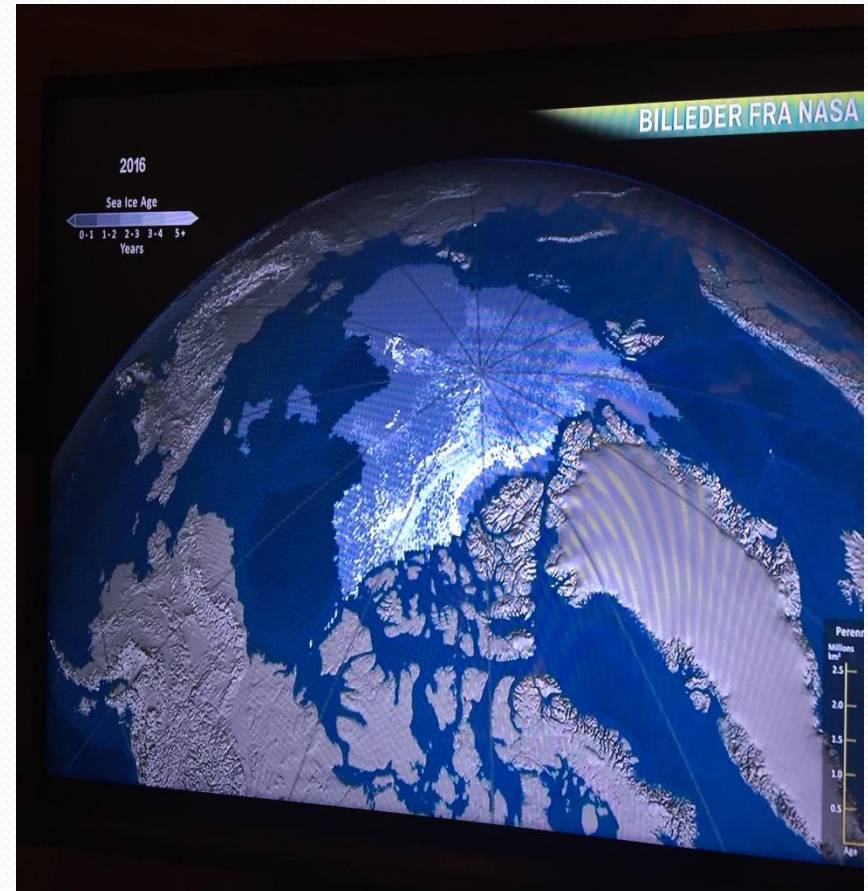 BILLEDER FRA NASA
2016
Sea Ice Age
0-1 1-2 2-3 3-4 5+
Years
Millions
km²
2.5
2.0
1.5
1.0
0.5
Age